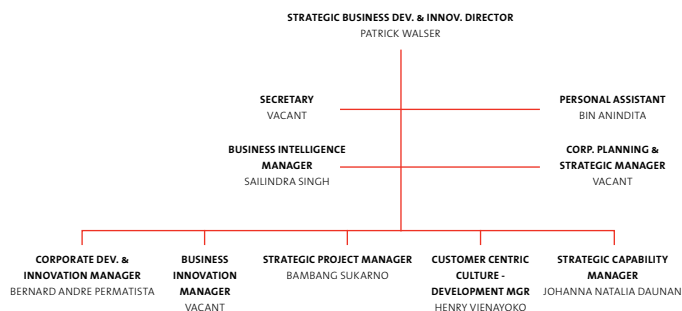 STRATEGIC BUSINESS DEV. & INNOV. DIRECTOR
PATRICK WALSER
SECRETARY
VACANT
PERSONAL ASSISTANT
BIN ANINDITA
BUSINESS INTELLIGENCE
MANAGER
SAILINDRA SINGH
CORP. PLANNING &
STRATEGIC MANAGER
VACANT
CORPORATE DEV. &
INNOVATION MANAGER
BERNARD ANDRE PERMATISTA
BUSINESS
INNOVATION
MANAGER
VACANT
STRATEGIC PROJECT MANAGER
BAMBANG SUKARNO
CUSTOMER CENTRIC
CULTURE -
DEVELOPMENT MGR
HENRY VIENAYOKO
STRATEGIC CAPABILITY
MANAGER
JOHANNA NATALIA DAUNAN